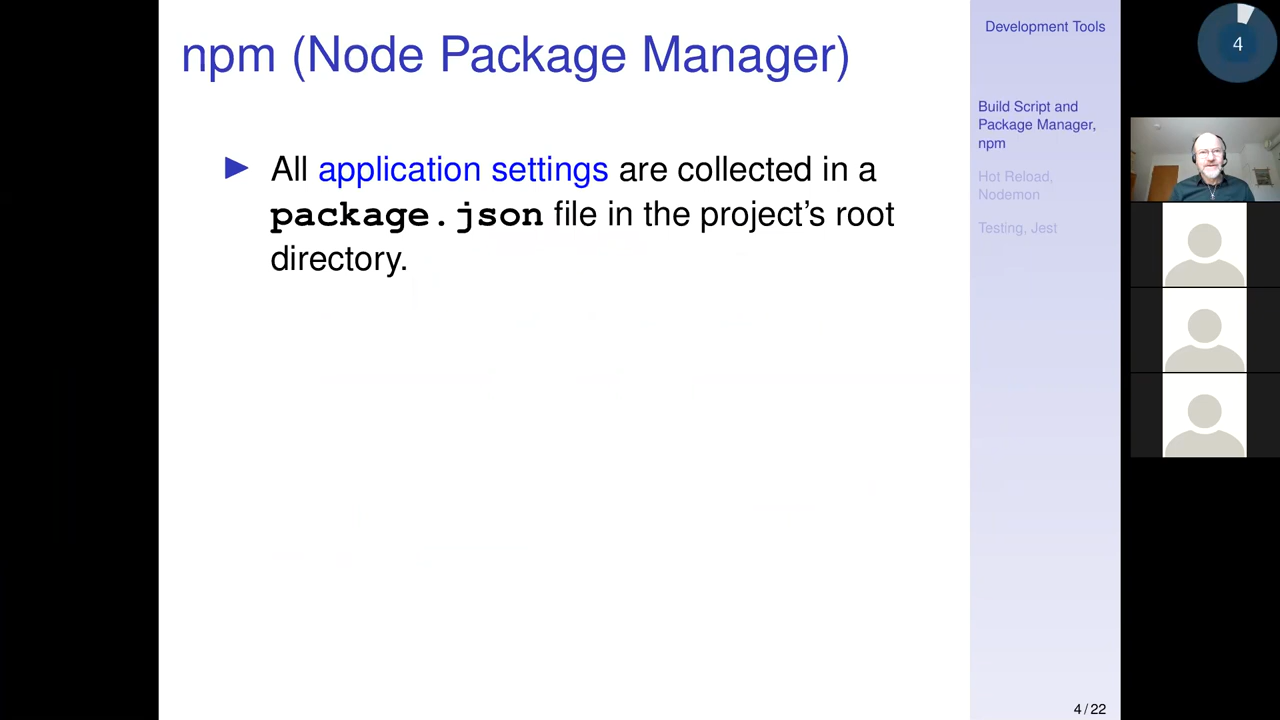 npm (Node Package Manager)
All application settings are collected in a
package.json file in the project's root
directory.
Development Tools
Build Script and
Package Manager,
npm
Hot Reload,
Nodemon
Testing, Jest
4 / 22
4